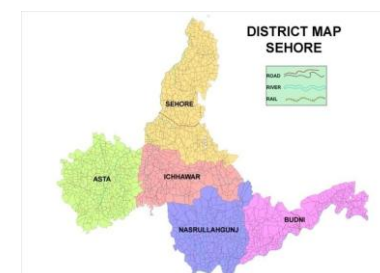 DISTRICT MAP
SEHORE
ROAD
RIVER
RAIL
SEHORE
ASTA
ICHHAWAR
NASRULLAHGUNJ
BUDNI